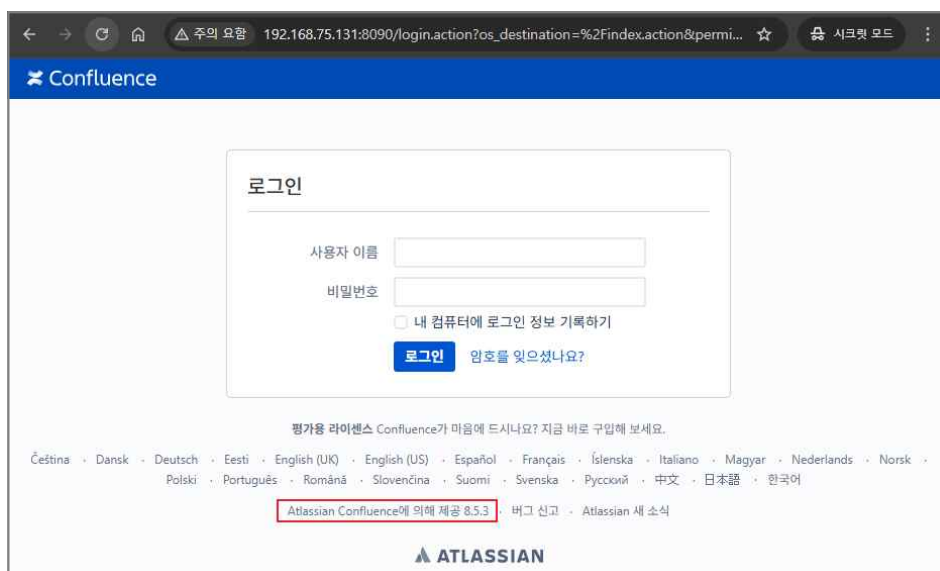 주의 요함 192.168.75.131:8090/login.action?os_destination=%2Findex.action&permi... 시크릿 모드
Confluence
로그인
사용자 이름
비밀번호
내 컴퓨터에 로그인 정보 기록하기
로그인 암호를 잊으셨나요?
평가용 라이센스 Confluence가 마음에 드시나요? 지금 바로 구입해 보세요.
Čeština · Dansk · Deutsch · Eesti · English (UK) · English (US) · Español · Français · Íslenska · Italiano · Magyar · Nederlands · Norsk ·
Polski · Português · Română · Slovenčina · Suomi · Svenska · Русский · 中文 · 日本語 · 한국어
Atlassian Confluence에 의해 제공 8.5.3 · 버그 신고 · Atlassian 새 소식
ATLASSIAN